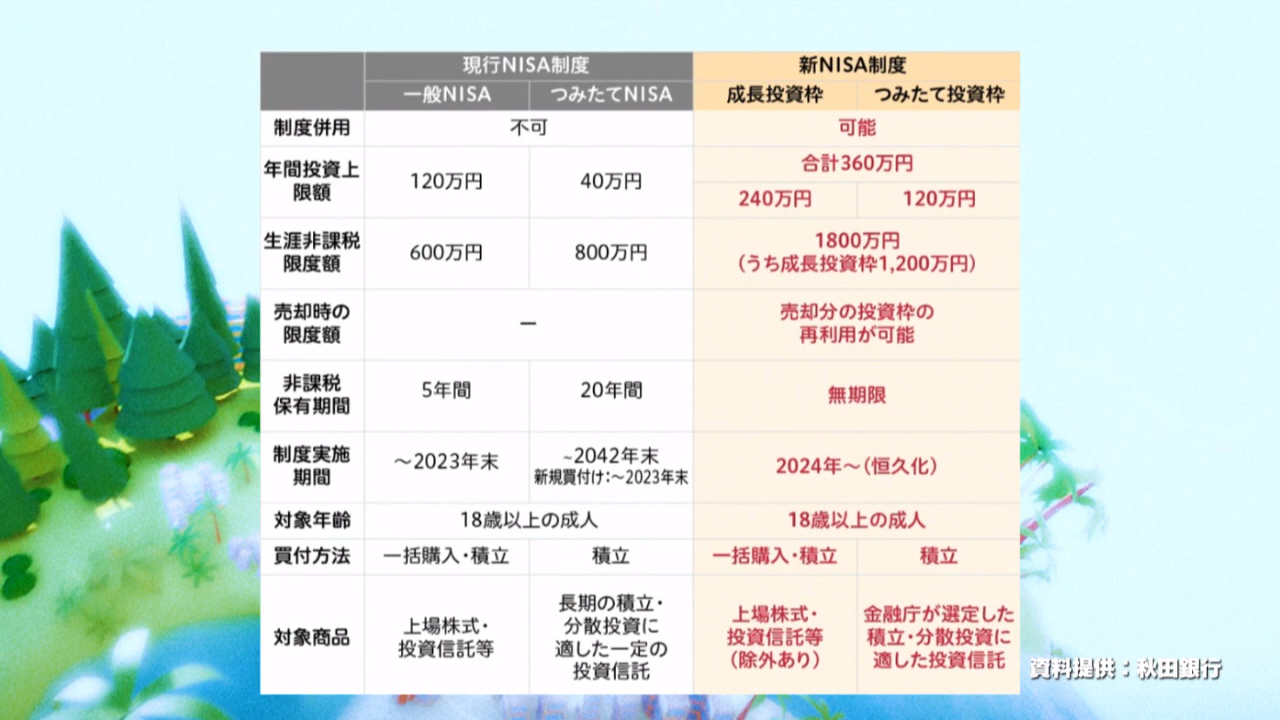 現行NISA制度
新NISA制度
一般NISA
つみたてNISA
成長投資枠
つみたて投資枠
制度併用
不可
可能
年間投資上
限額
120万円
40万円
合計360万円
240万円
120万円
生涯非課税
限度額
600万円
800万円
1800万円
(うち成長投資枠1,200万円)
売却時の
限度額
ー
売却分の投資枠の
再利用が可能
非課税
保有期間
5年間
20年間
無期限
制度実施
期間
〜2023年末
~2042年末
新規買付け:〜2023年末
2024年〜(恒久化)
対象年齢
18歳以上の成人
18歳以上の成人
買付方法
一括購入・積立
積立
一括購入・積立
積立
対象商品
上場株式・
投資信託等
長期の積立・
分散投資に
適した一定の
投資信託
上場株式・
投資信託等
(除外あり)
金融庁が選定した
積立・分散投資に
適した投資信託
資料提供:秋田銀行